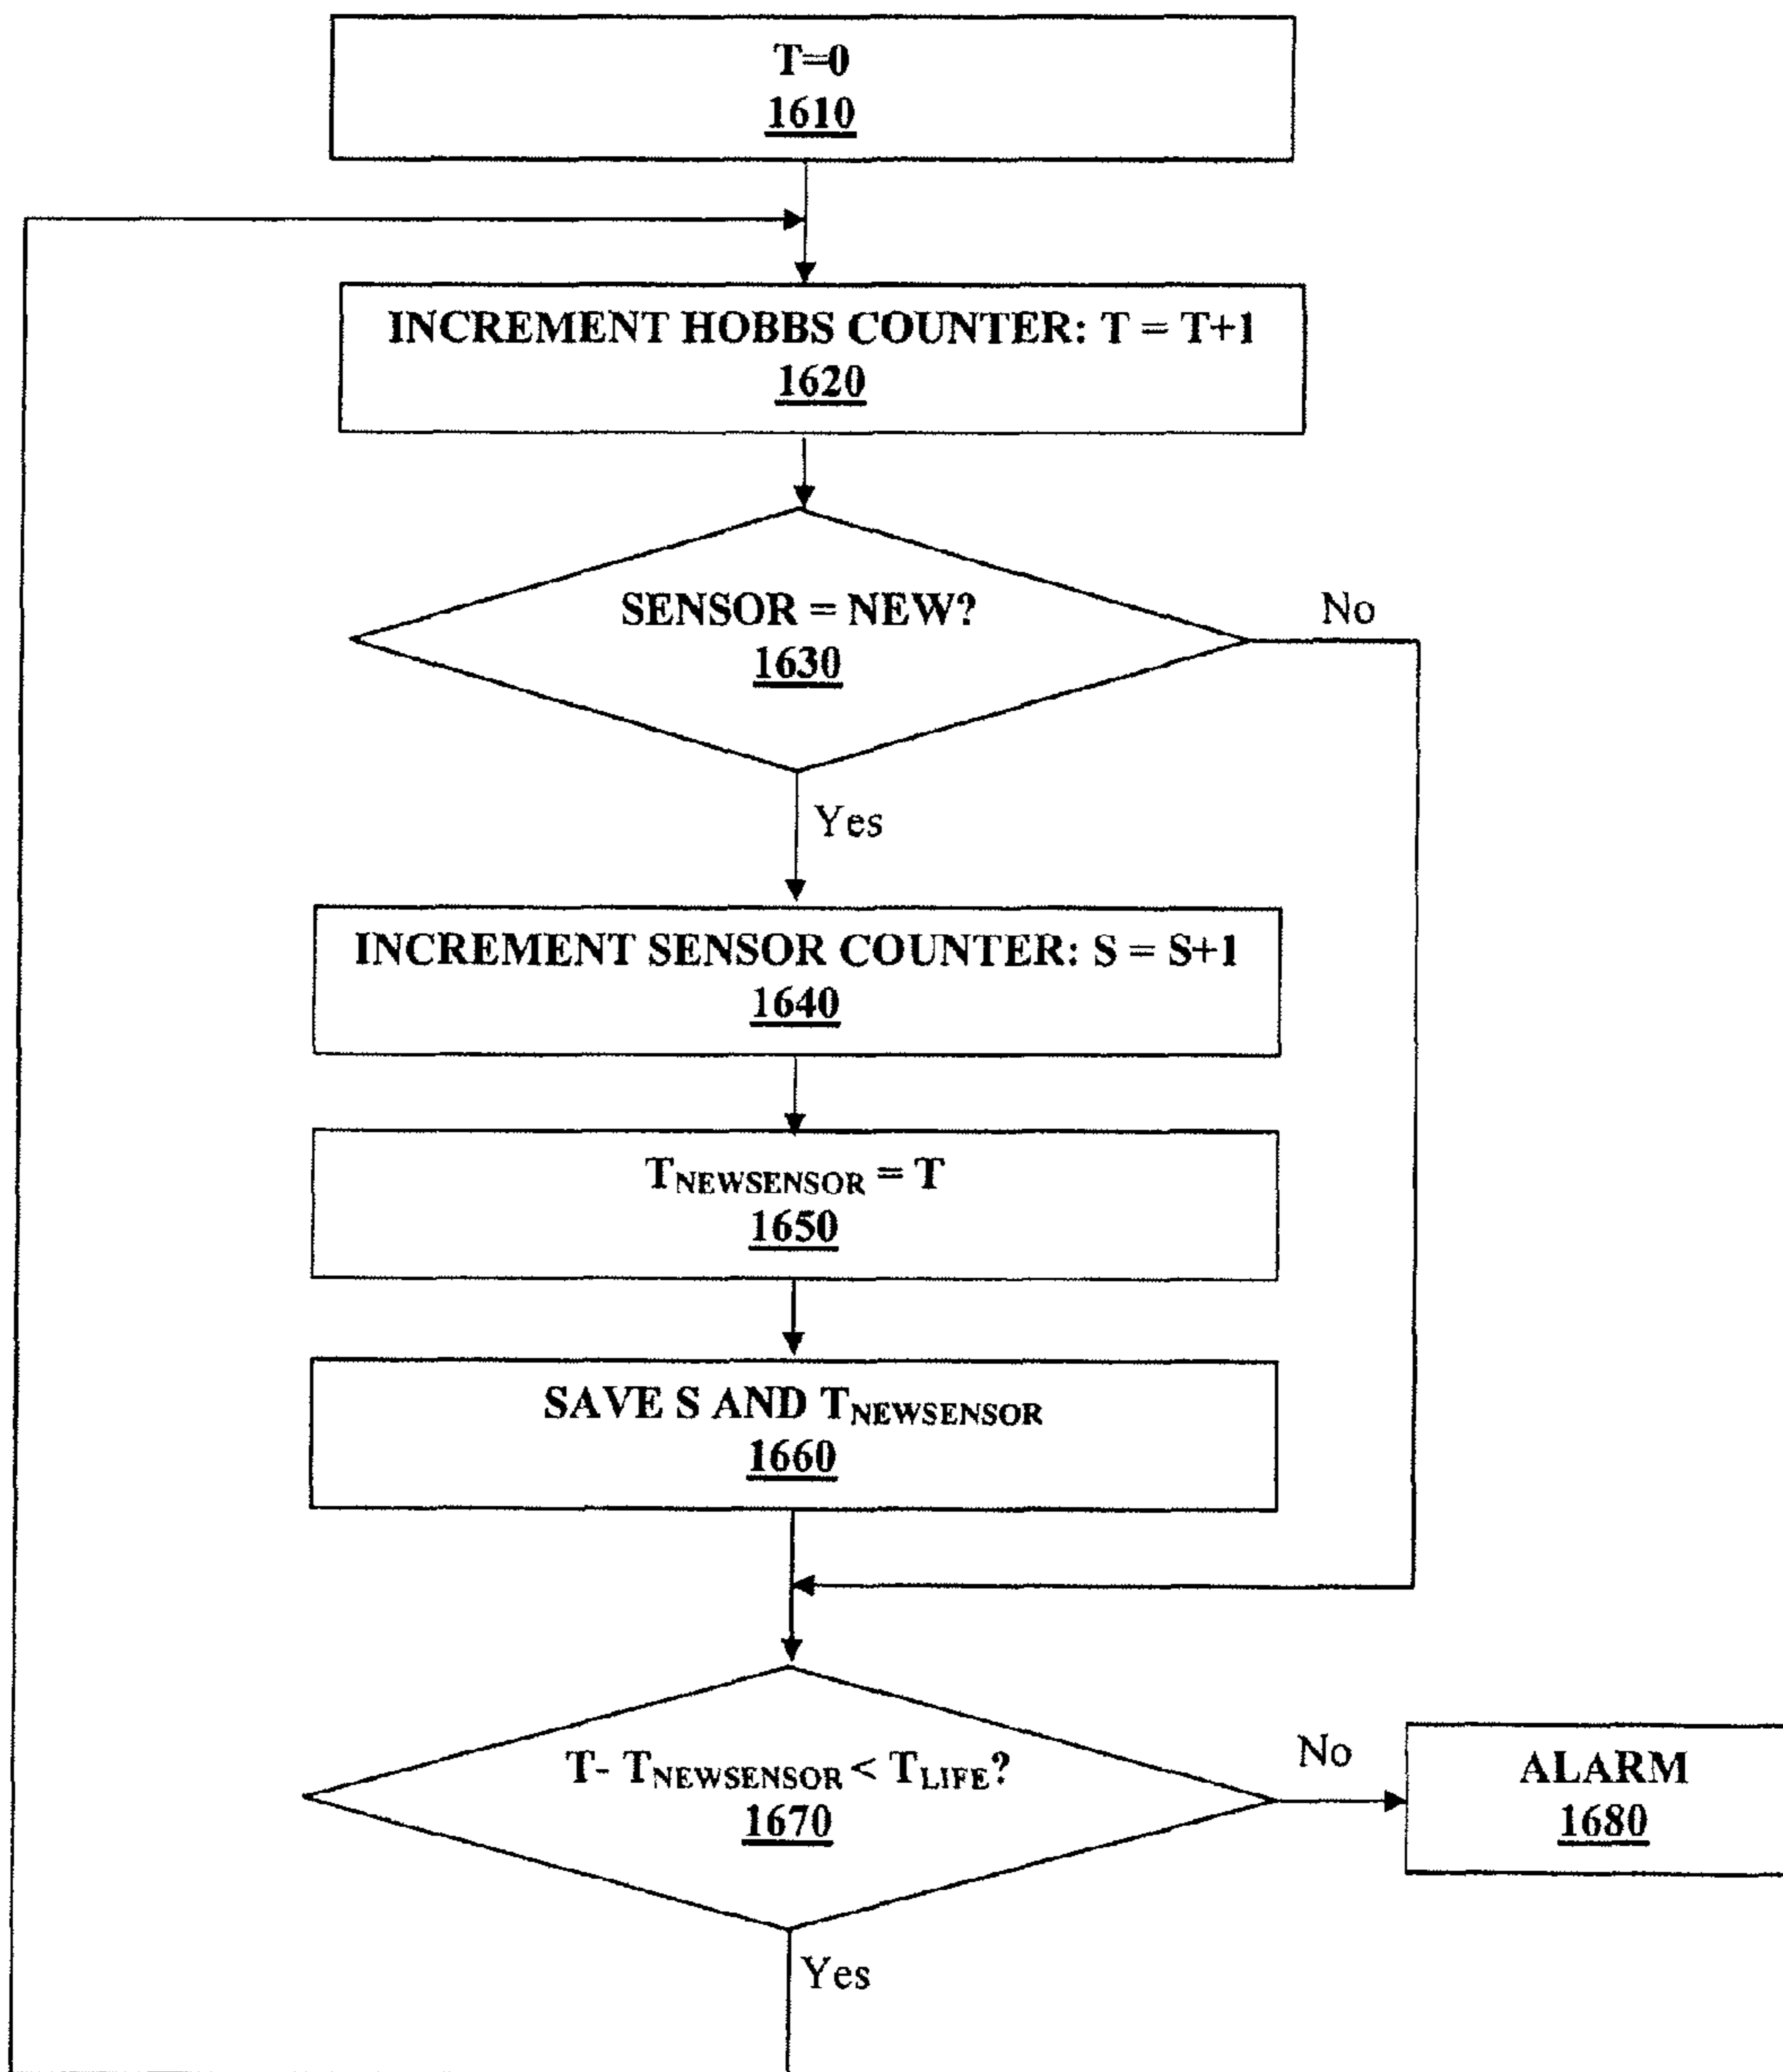 T=0
1610
INCREMENT HOBBS COUNTER: T = T+1
1620
SENSOR = NEW?
1630
No
Yes
INCREMENT SENSOR COUNTER: S = S+1
1640
TNEWSENSOR = T
1650
SAVE S AND TNEWSENSOR
1660
T- TNEWSENSOR < TLIFE?
1670
No
ALARM
1680
Yes